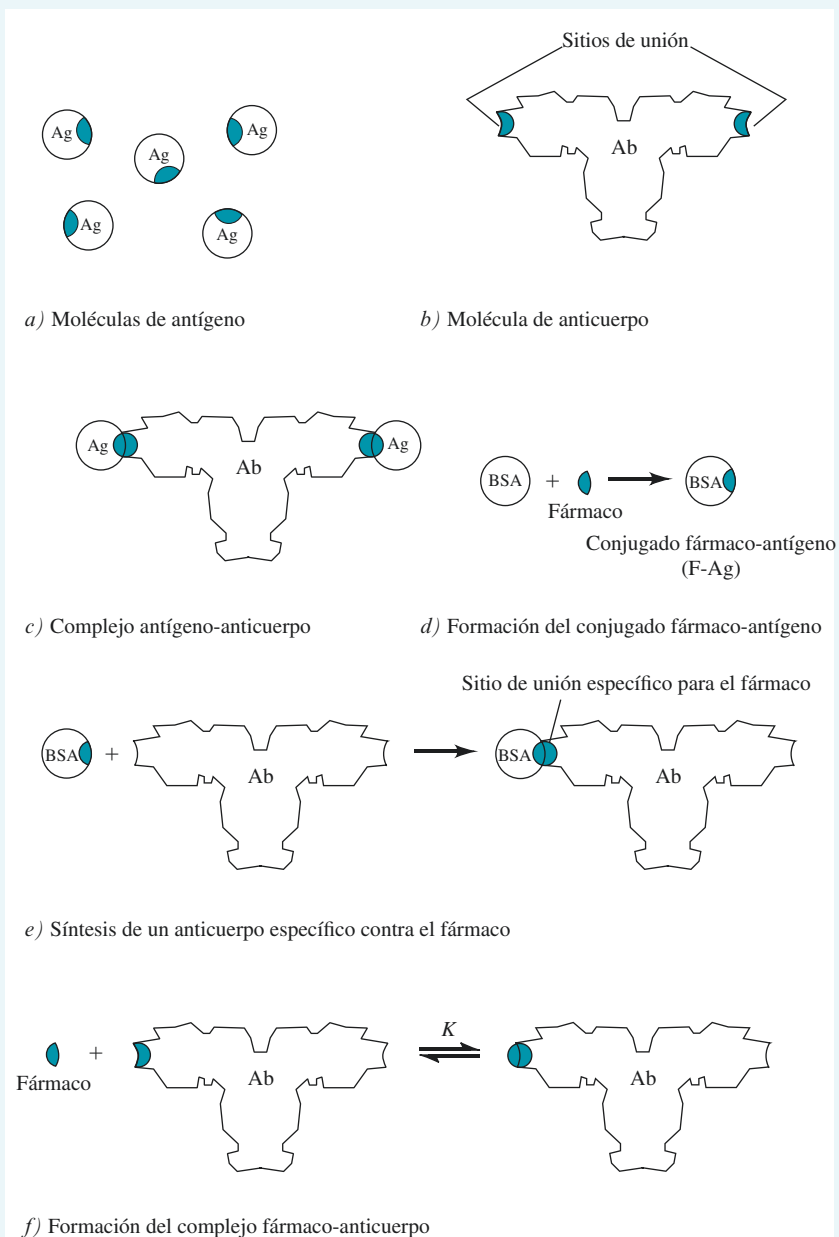 Sitios de unión
Ag
Ag
Ag
Ag
Ag
Ab
a) Moléculas de antígeno
b) Molécula de anticuerpo
Ag
Ab
Ag
BSA
+
Fármaco
BSA
Conjugado fármaco-antígeno
(F-Ag)
c) Complejo antígeno-anticuerpo
d) Formación del conjugado fármaco-antígeno
Sitio de unión específico para el fármaco
BSA
+
Ab
BSA
Ab
e) Síntesis de un anticuerpo específico contra el fármaco
Fármaco
+
Ab
K
Ab
f) Formación del complejo fármaco-anticuerpo